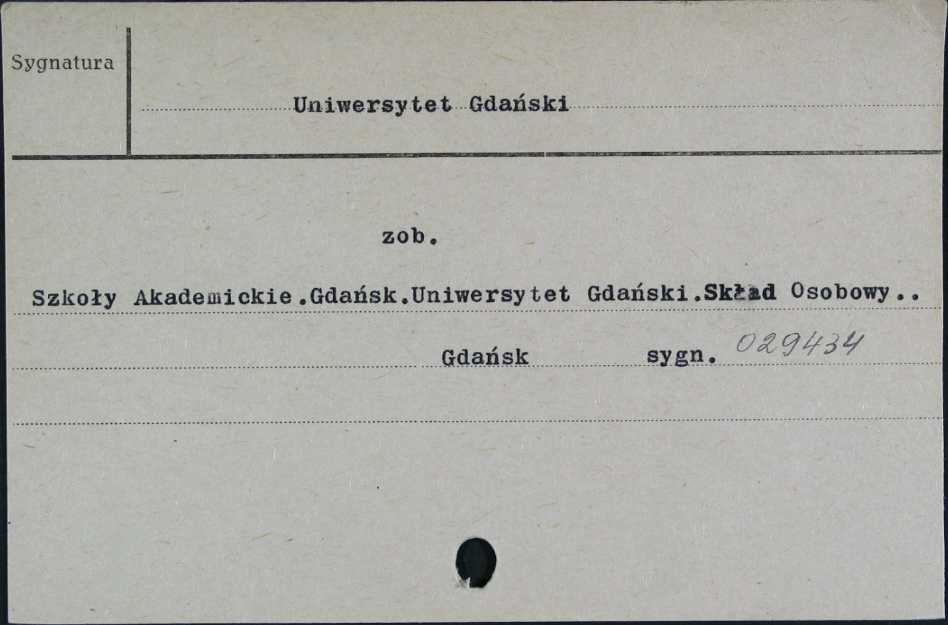 Sygnatura
Uniwersytet Gdański
zob.
Szkoły Akademickie.Gdańsk.Uniwersytet Gdański.Skład Osobowy..
Gdańsk sygn. 029434